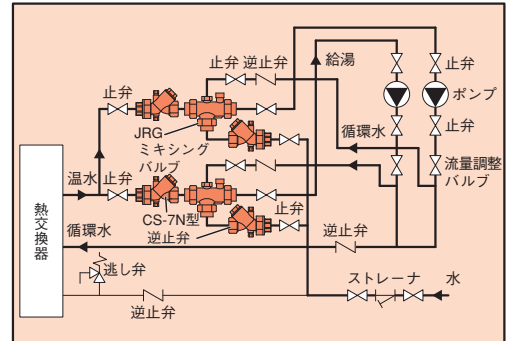 止弁 逆止弁
給湯
止弁
止弁
ポンプ
JRG
ミキシング
バルブ
循環水
止弁
流量調整
バルブ
温水
止弁
熱交換器
CS-7N型
逆止弁
止弁
循環水
逆止弁
逃し弁
ストレーナ
水
逆止弁